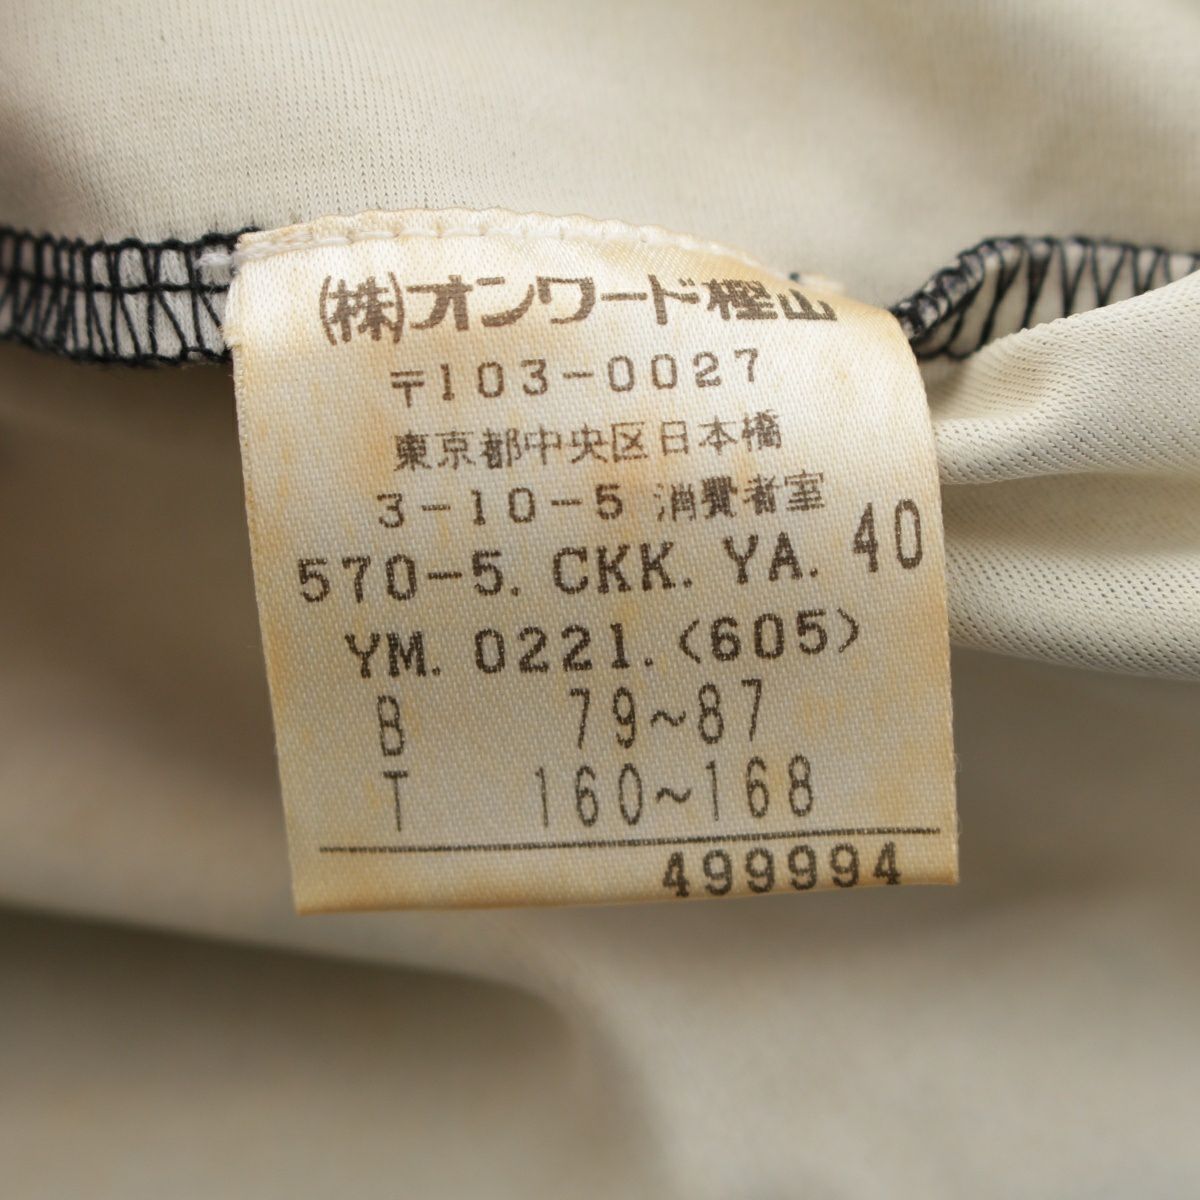 (株)オンワード樫山
〒103-0027
東京都中央区日本橋
3-10-5 消費者室
570-5. CKK. YA. 40
YM. 0221. <605>
B 79~87
T 160~168
499994